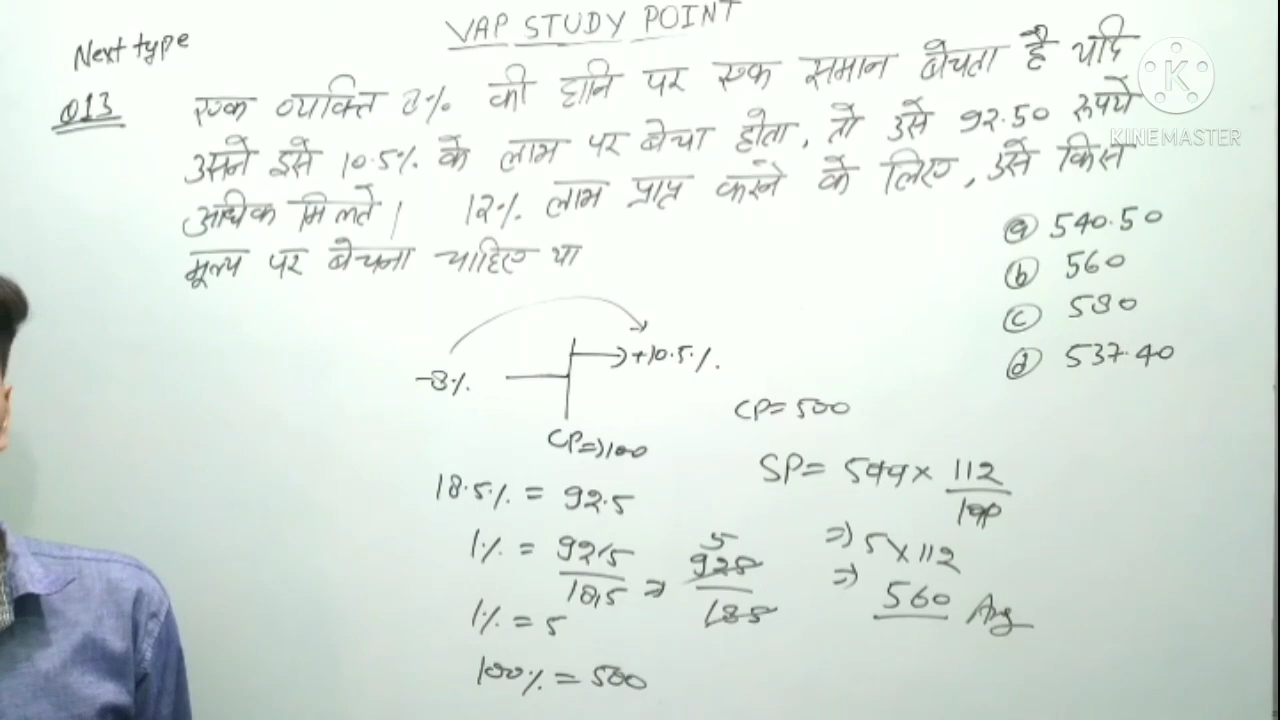 VAP STUDY POINT
Next type
Q13 एक व्यक्ति 8% की हानि पर एक समान बेचता है यदि
उसने इसे 10.5% के लाभ पर बेचा होता, तो उसे 92.50 रूपये
अधिक मिलते। 12% लाभ प्राप्त करने के लिए, उसे किस
मूल्य पर बेचना चाहिए था
ⓐ 540.50
ⓑ 560
ⓒ 580
ⓓ 537.40
-8% +10.5%.
CP=>100
18.5% = 92.5
1% = 92.5/18.5 => 925/185 5
1% = 5
100% = 500
CP= 500
SP= 500 × 112/100
=> 5 × 112
=> 560 Ans
K
KINEMASTER